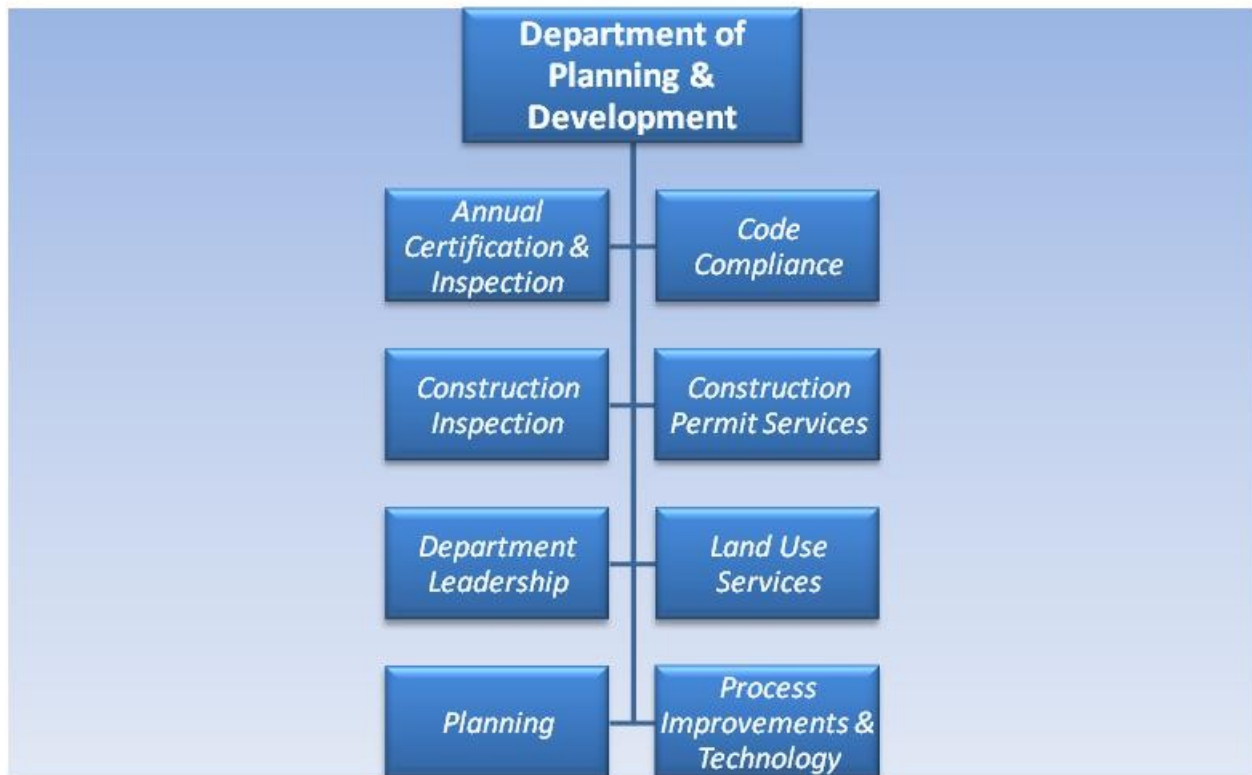 Department of
Planning &
Development
Annual
Certification &
Inspection
Code
Compliance
Construction
Inspection
Construction
Permit Services
Department
Leadership
Land Use
Services
Planning
Process
Improvements &
Technology